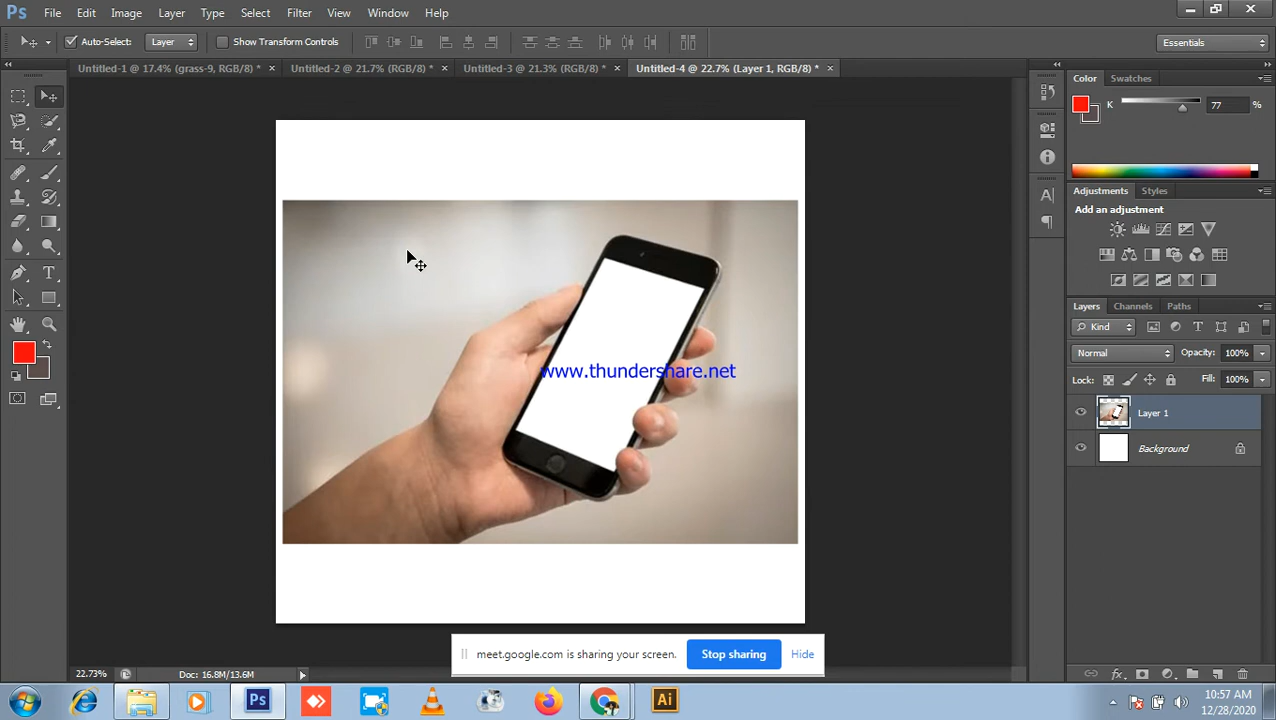 Ps File Edit Image Layer Type Select Filter View Window Help
Auto-Select: Layer Show Transform Controls Essentials
Untitled-1 @ 17.4% (grass-9, RGB/8) * × Untitled-2 @ 21.7% (RGB/8) * × Untitled-3 @ 21.3% (RGB/8) * × Untitled-4 @ 22.7% (Layer 1, RGB/8) * ×
Color Swatches
K 77 %
Adjustments Styles
Add an adjustment
T
Layers Channels Paths
Kind T
Normal Opacity: 100%
Lock: Fill: 100%
www.thundershare.net
Layer 1
Background
meet.google.com is sharing your screen. Stop sharing Hide
22.73% Doc: 16.8M/13.6M fx
Ps Ai
10:57 AM
12/28/2020